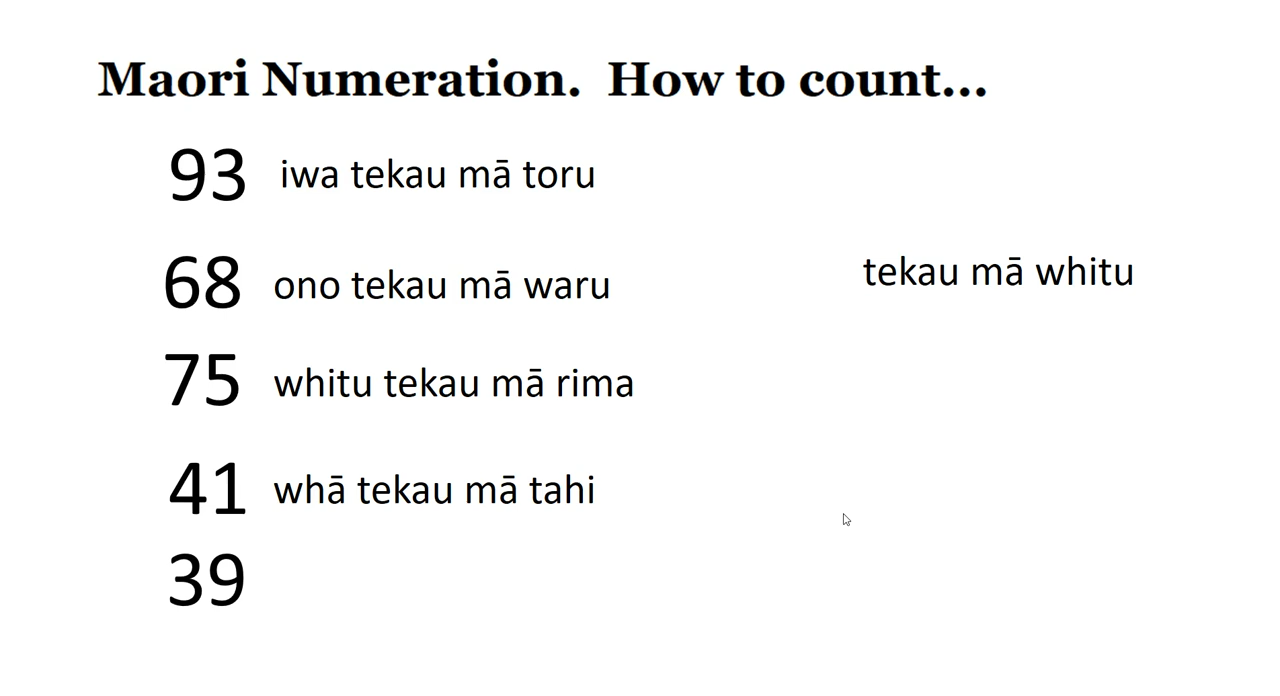 Maori Numeration.  How to count...
93 iwa tekau mā toru
68 ono tekau mā waru
tekau mā whitu
75 whitu tekau mā rima
41 whā tekau mā tahi
39